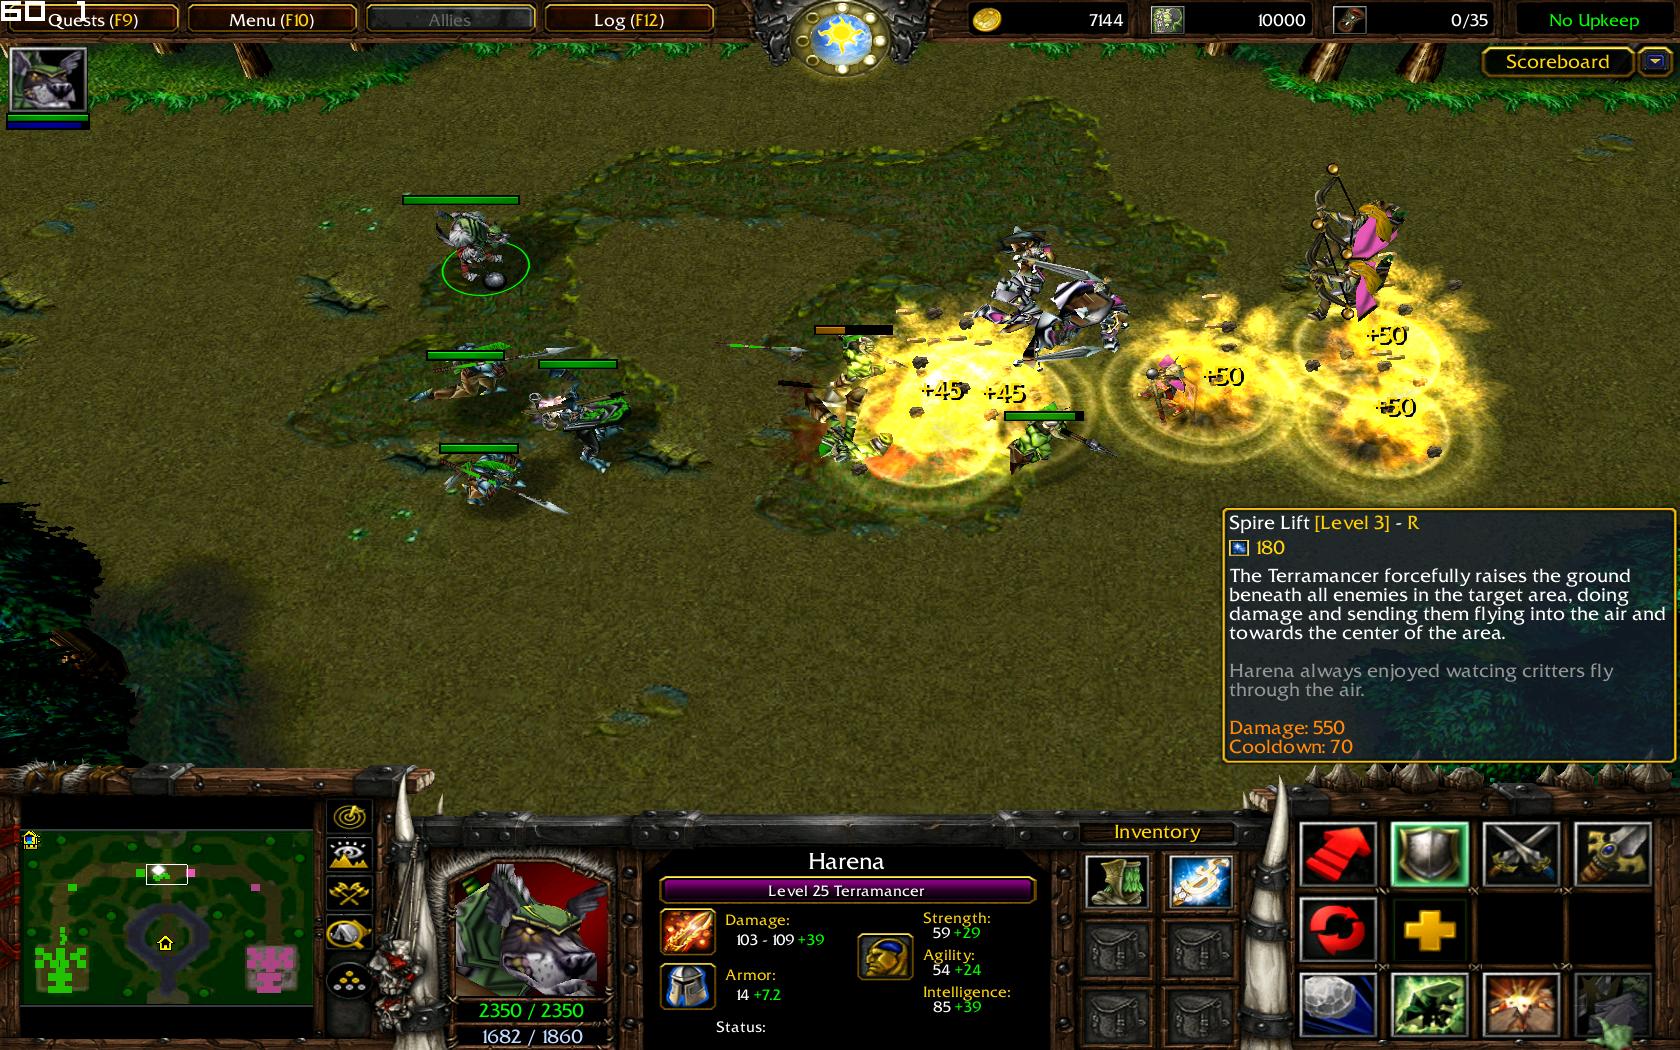 60.1
Quests (F9)
Menu (F10)
Allies
Log (F12)
7144
10000
0/35
No Upkeep
Scoreboard
+50
+50
+45
+45
+50
Spire Lift [Level 3] - R
180
The Terramancer forcefully raises the ground
beneath all enemies in the target area, doing
damage and sending them flying into the air and
towards the center of the area.
Harena always enjoyed watcing critters fly
through the air.
Damage: 550
Cooldown: 70
Harena
Level 25 Terramancer
Damage:
103 - 109 +39
Armor:
14 +7.2
Strength:
59 +29
Agility:
54 +24
Intelligence:
85 +39
Status:
2350 / 2350
1682 / 1860
Inventory